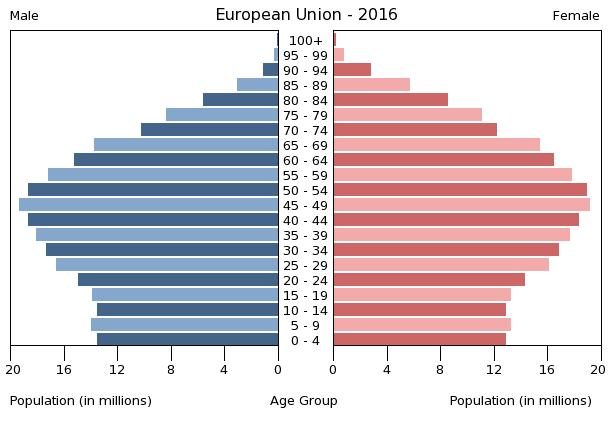 Male European Union - 2016 Female
100+
95 - 99
90 - 94
85 - 89
80 - 84
75 - 79
70 - 74
65 - 69
60 - 64
55 - 59
50 - 54
45 - 49
40 - 44
35 - 39
30 - 34
25 - 29
20 - 24
15 - 19
10 - 14
5 - 9
0 - 4
20 16 12 8 4 0 0 4 8 12 16 20
Population (in millions) Age Group Population (in millions)